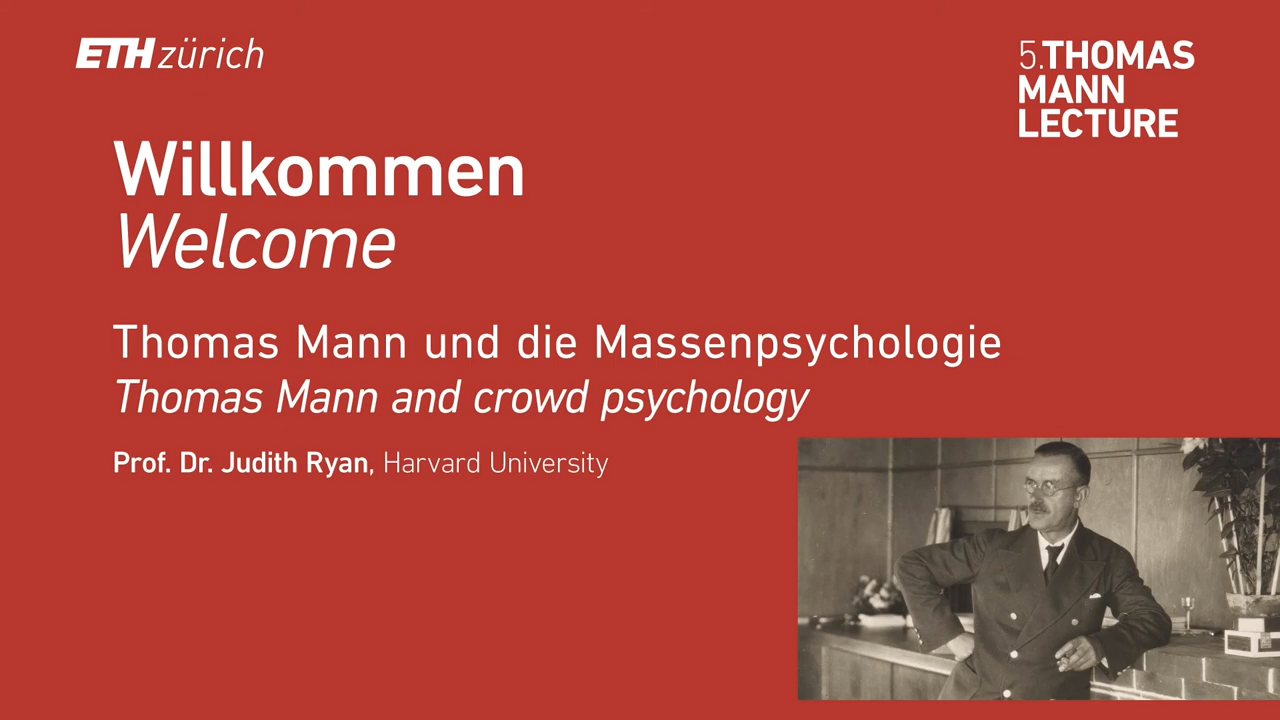 ETH zürich
5.THOMAS
MANN
LECTURE
Willkommen
Welcome
Thomas Mann und die Massenpsychologie
Thomas Mann and crowd psychology
Prof. Dr. Judith Ryan, Harvard University